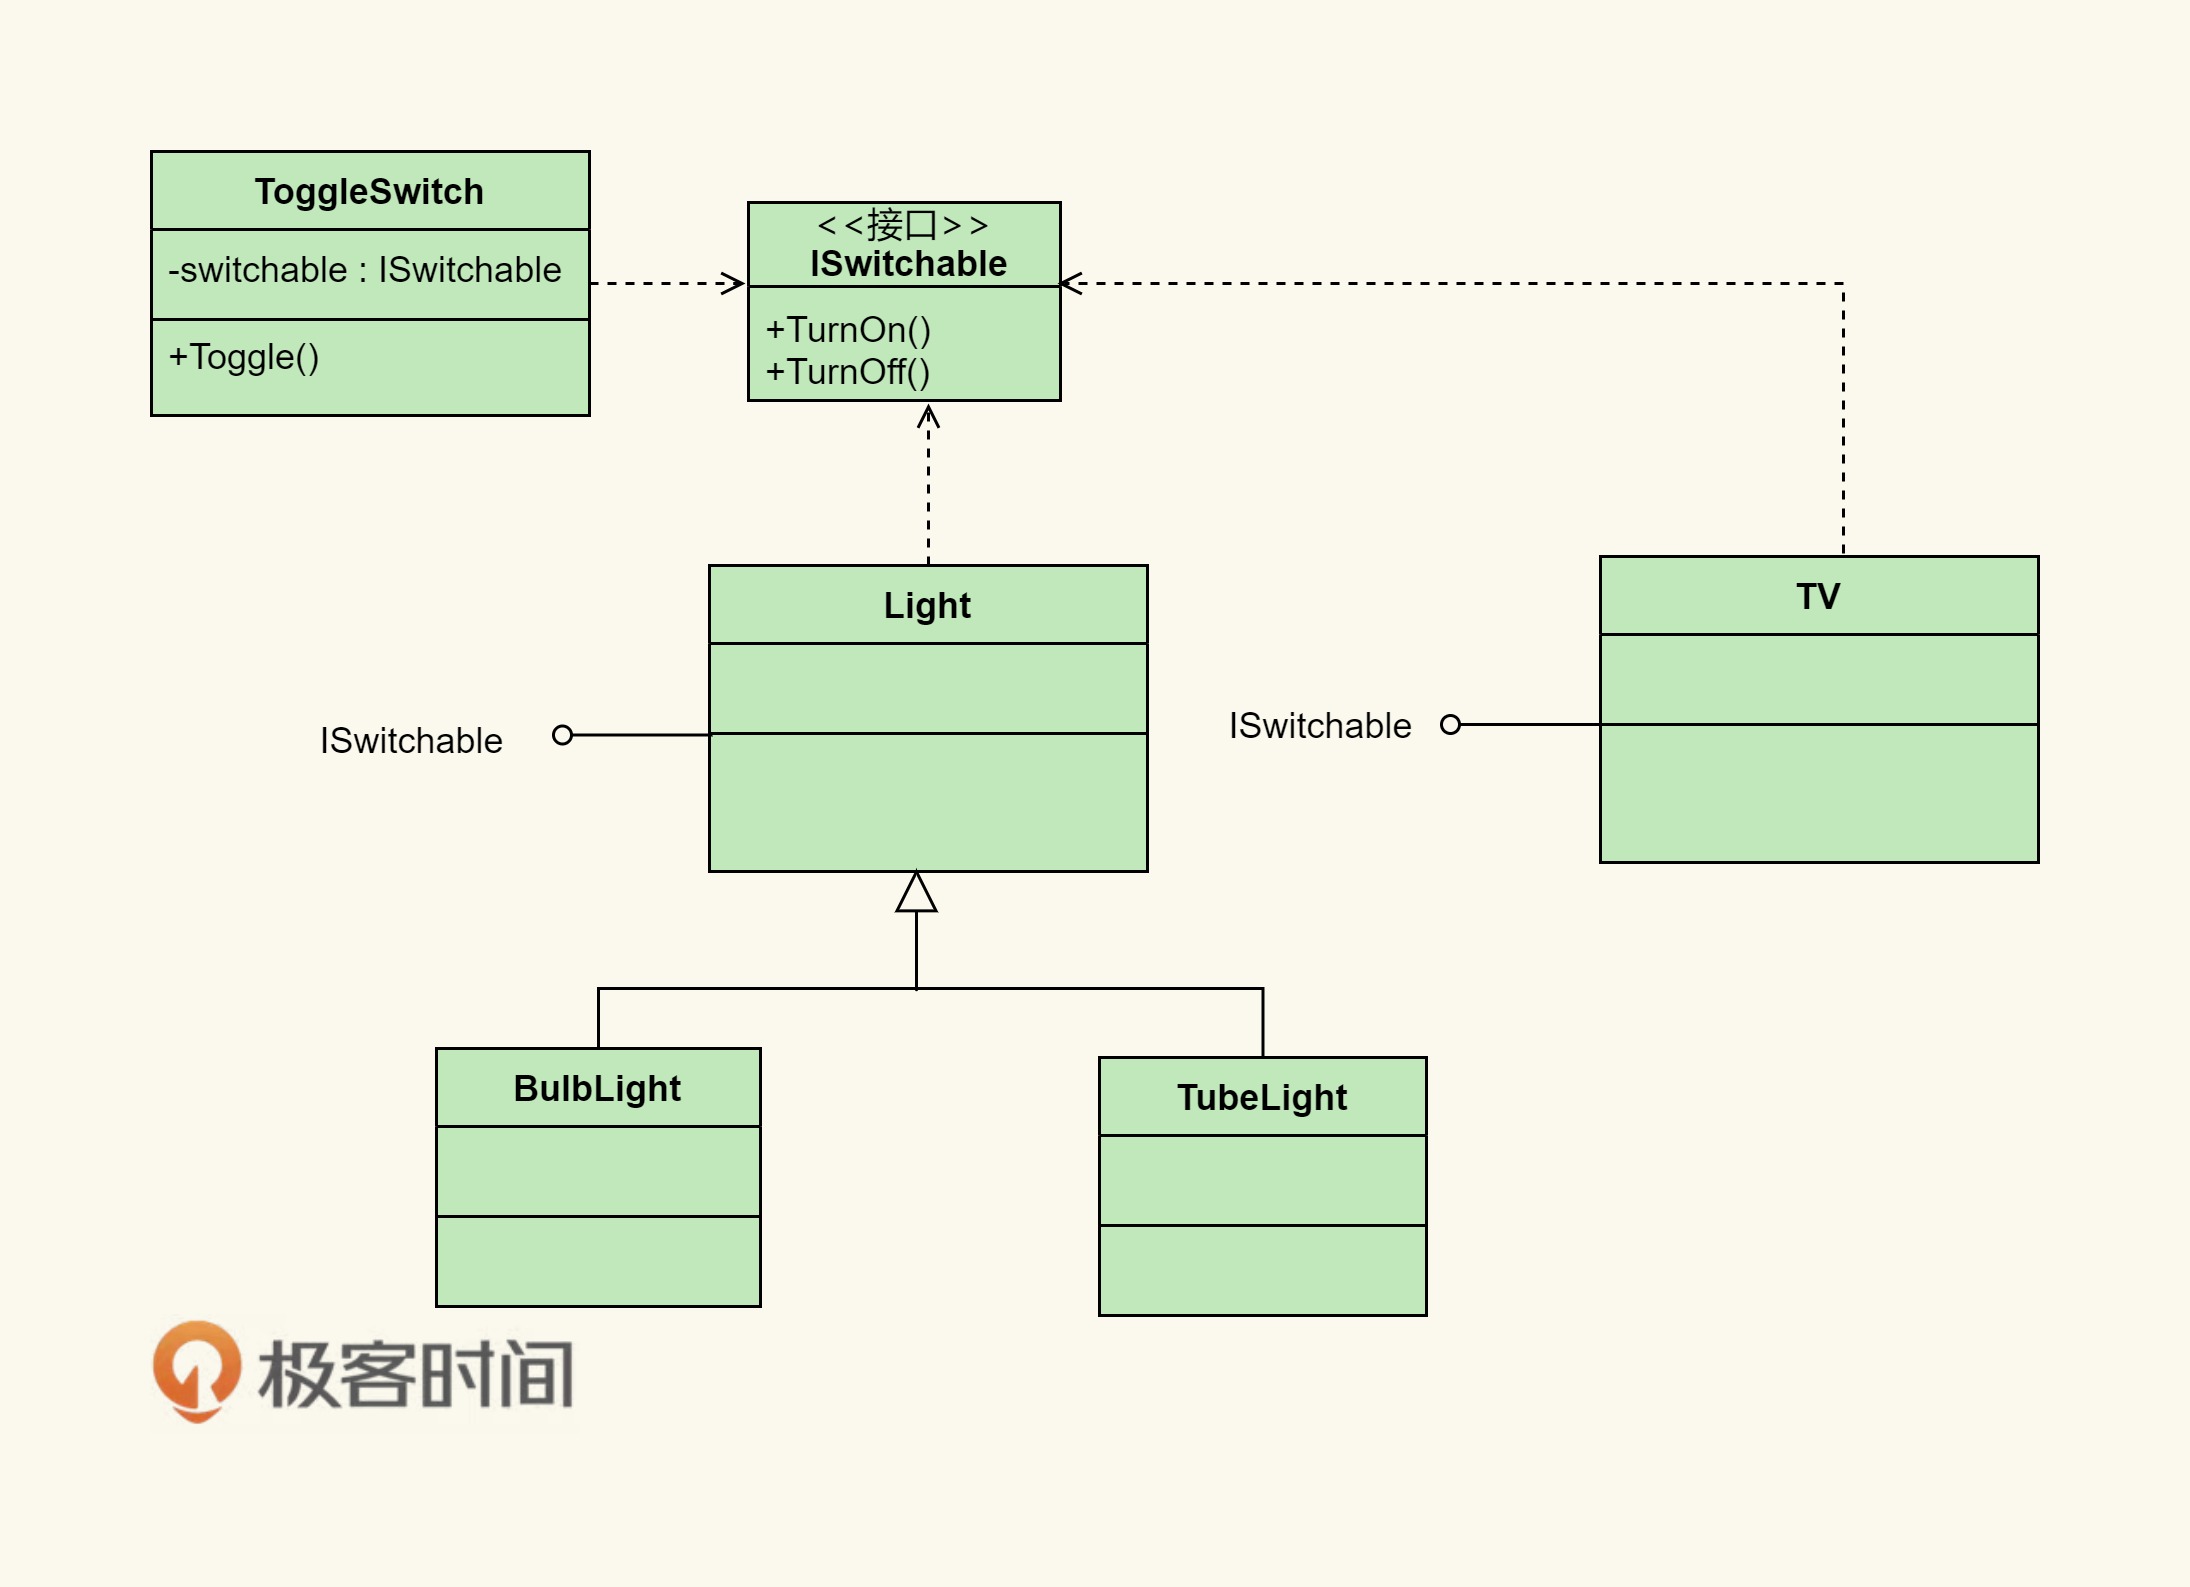 ToggleSwitch
-switchable : ISwitchable
+Toggle()
<<接口>>
ISwitchable
+TurnOn()
+TurnOff()
Light
ISwitchable
TV
ISwitchable
BulbLight
TubeLight
极客时间